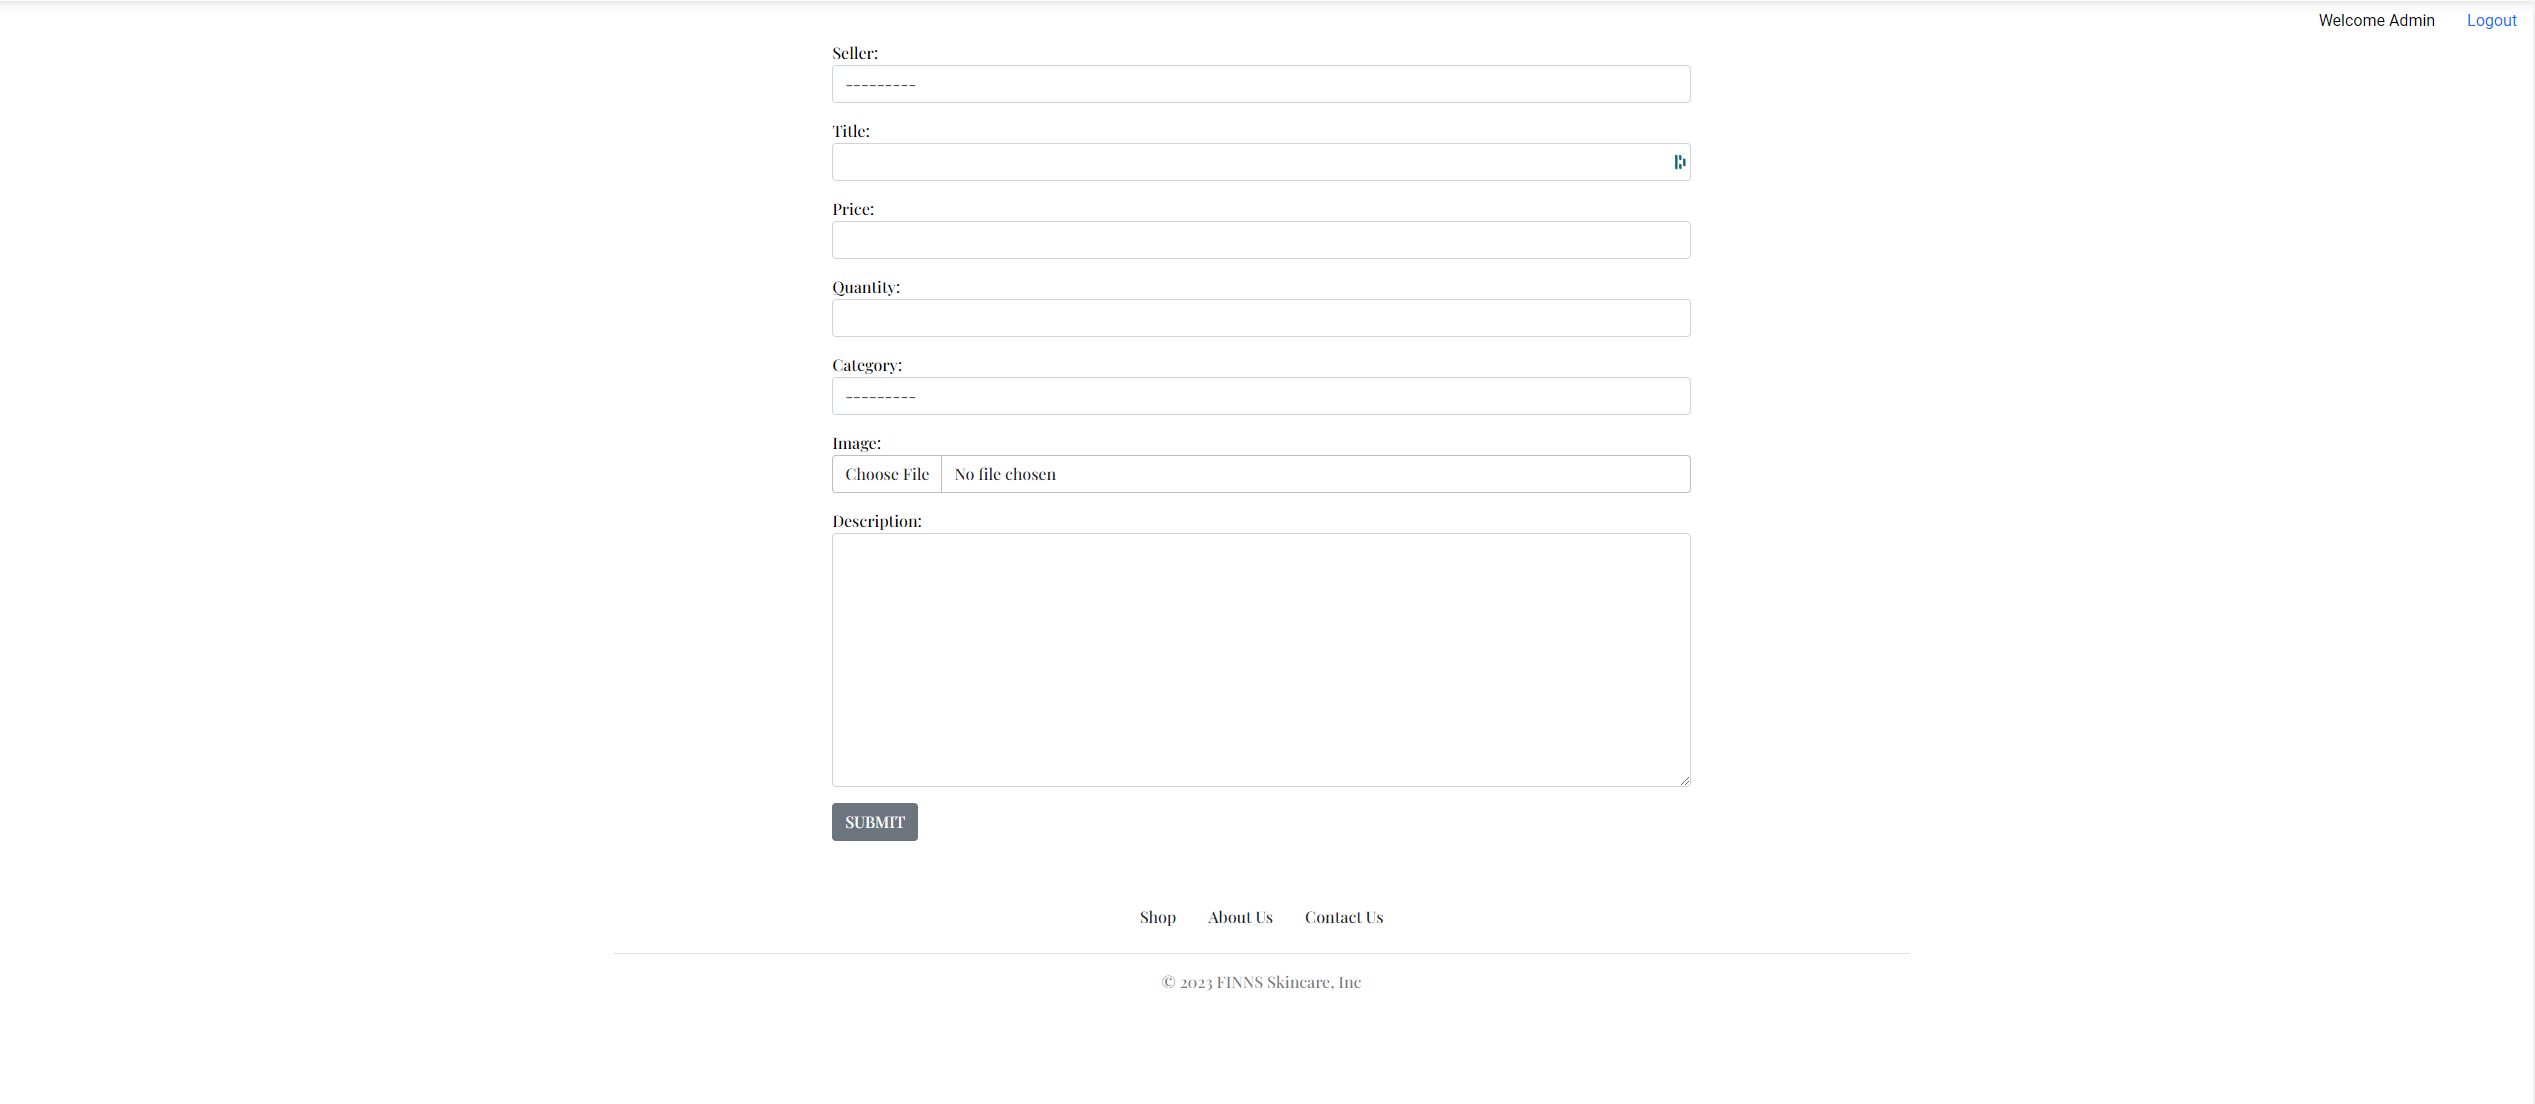 Welcome Admin Logout
Seller:
---------
Title:
Price:
Quantity:
Category:
---------
Image:
Choose File No file chosen
Description:
SUBMIT
Shop About Us Contact Us
© 2023 FINNS Skincare, Inc